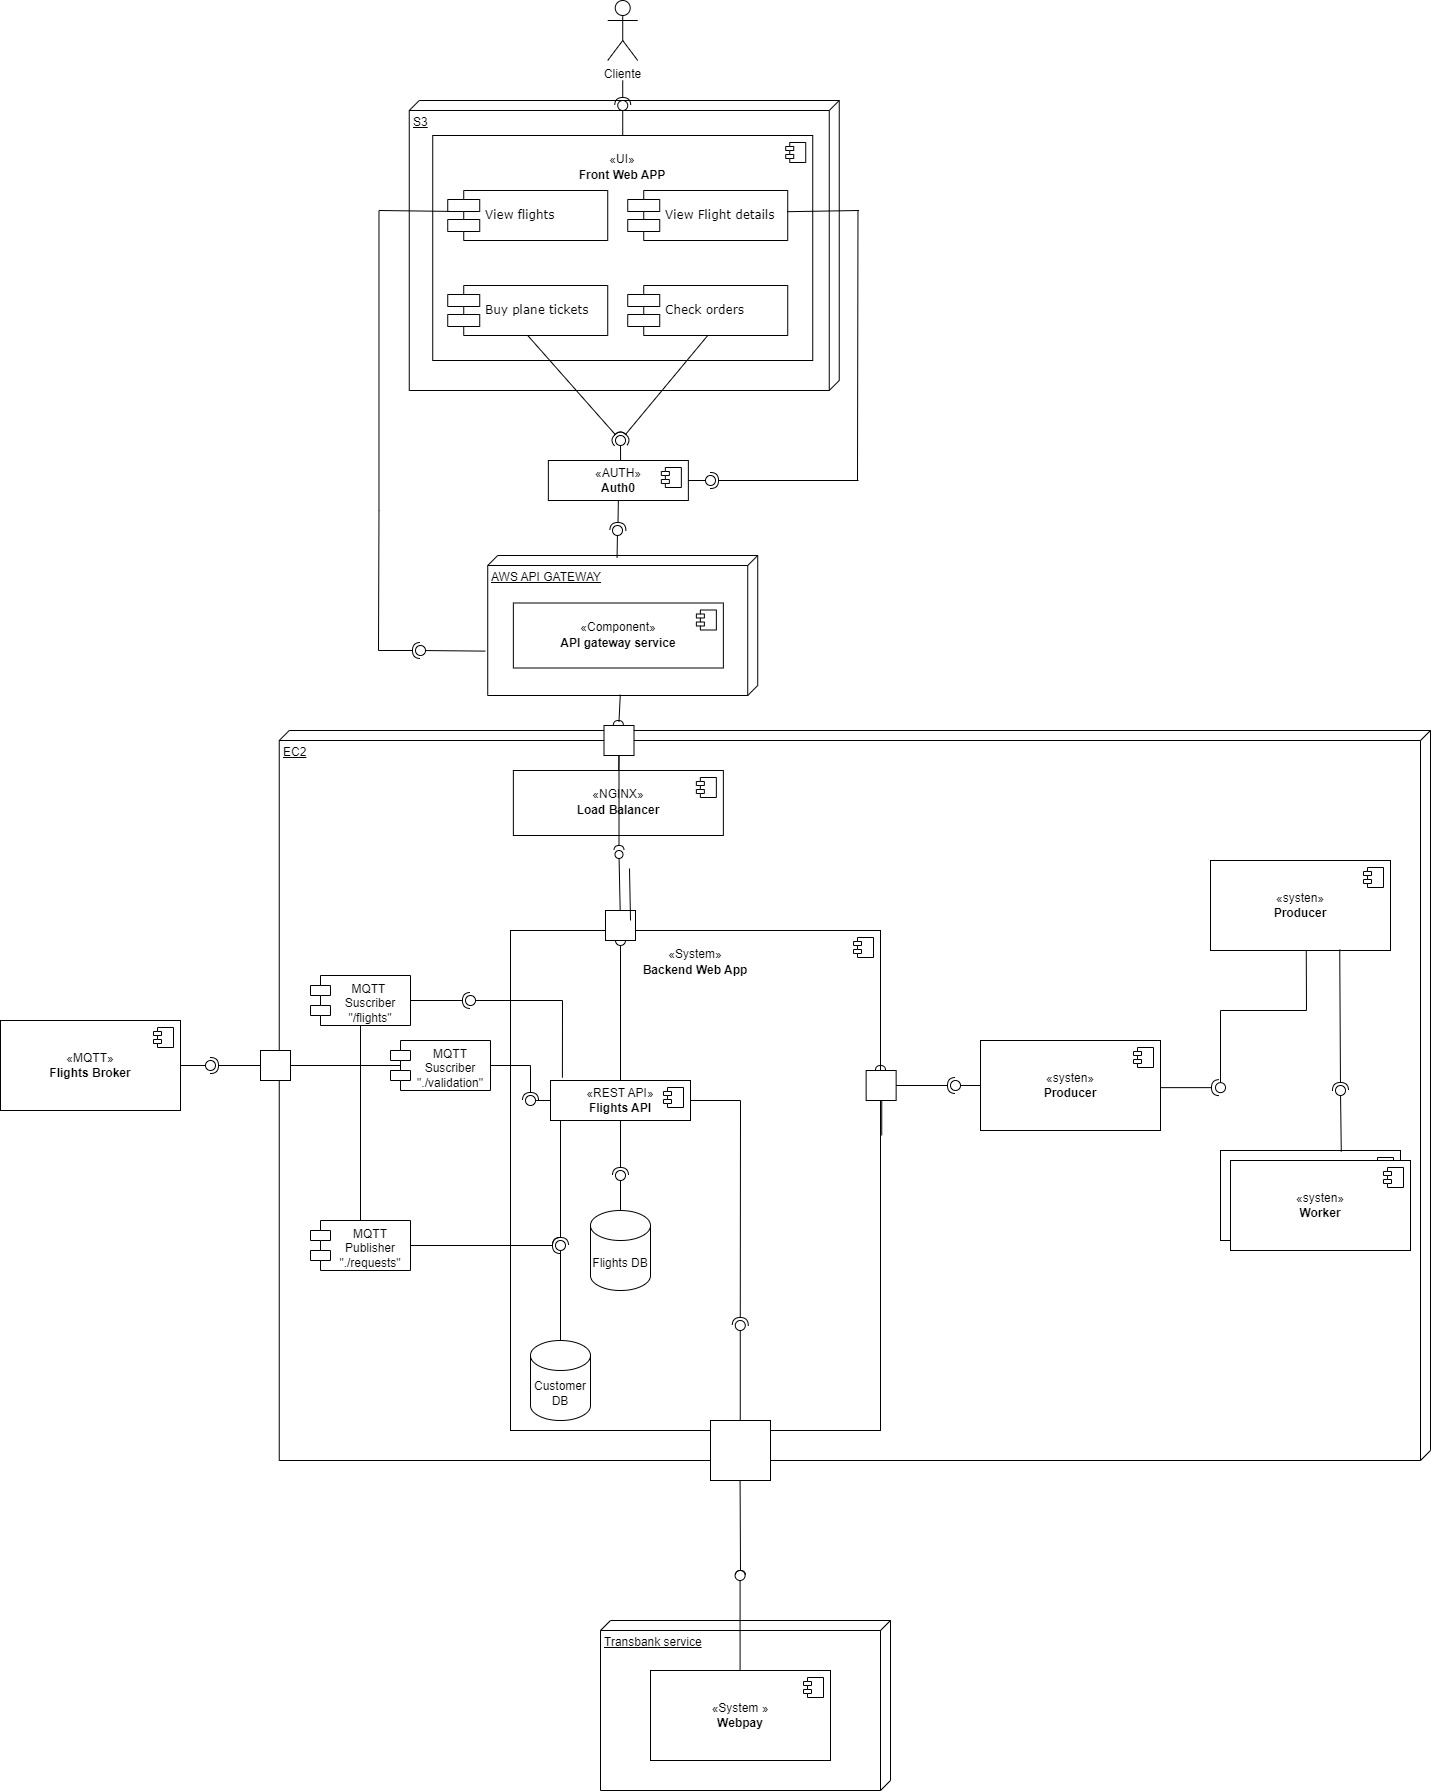 Cliente
S3
«UI»
Front Web APP
View flights
View Flight details
Buy plane tickets
Check orders
«AUTH»
Auth0
AWS API GATEWAY
«Component»
API gateway service
EC2
«NGINX»
Load Balancer
«systen»
Producer
«System»
Backend Web App
MQTT
Suscriber
"/flights"
«MQTT»
Flights Broker
MQTT
Suscriber
"./validation"
«REST API»
Flights API
«systen»
Producer
«systen»
Worker
MQTT
Publisher
"./requests"
Flights DB
Customer
DB
Transbank service
«System »
Webpay